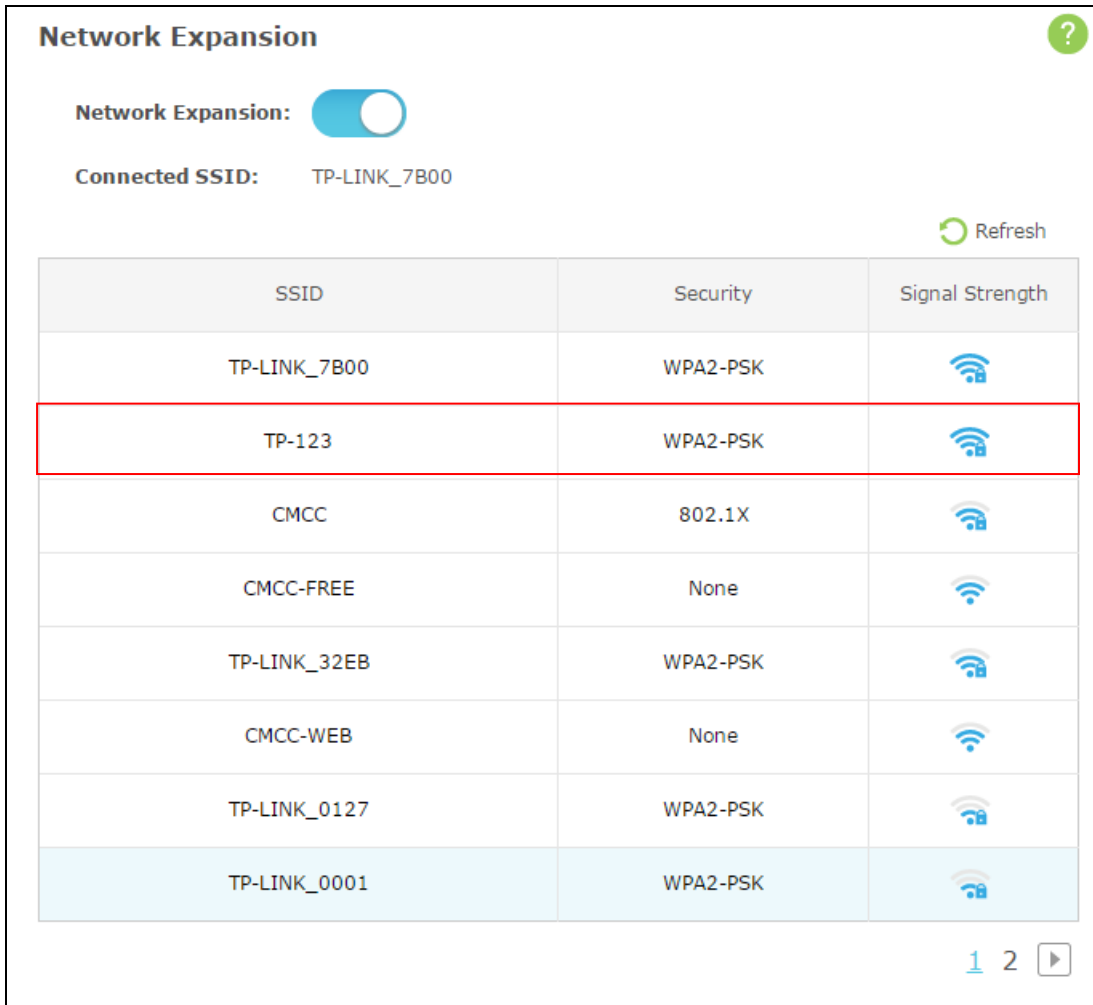 Network Expansion
?
Network Expansion:
Connected SSID: TP-LINK_7B00
Refresh
SSID Security Signal Strength
TP-LINK_7B00 WPA2-PSK
TP-123 WPA2-PSK
CMCC 802.1X
CMCC-FREE None
TP-LINK_32EB WPA2-PSK
CMCC-WEB None
TP-LINK_0127 WPA2-PSK
TP-LINK_0001 WPA2-PSK
1 2